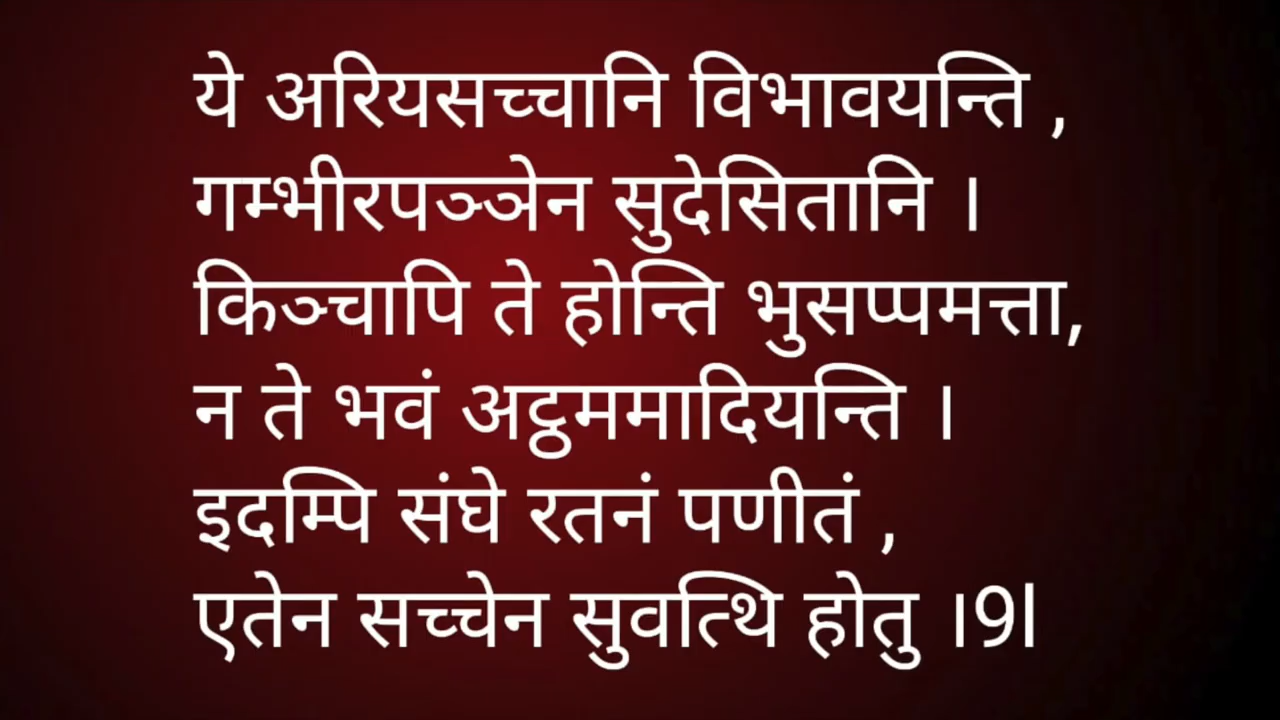 ये अरियसच्चानि विभावयन्ति ,
गम्भीरपञ्ञेन सुदेसितानि ।
किञ्चापि ते होन्ति भुसप्पमत्ता,
न ते भवं अट्ठममादियन्ति ।
इदम्पि संघे रतनं पणीतं ,
एतेन सच्चेन सुवत्थि होतु ।9।